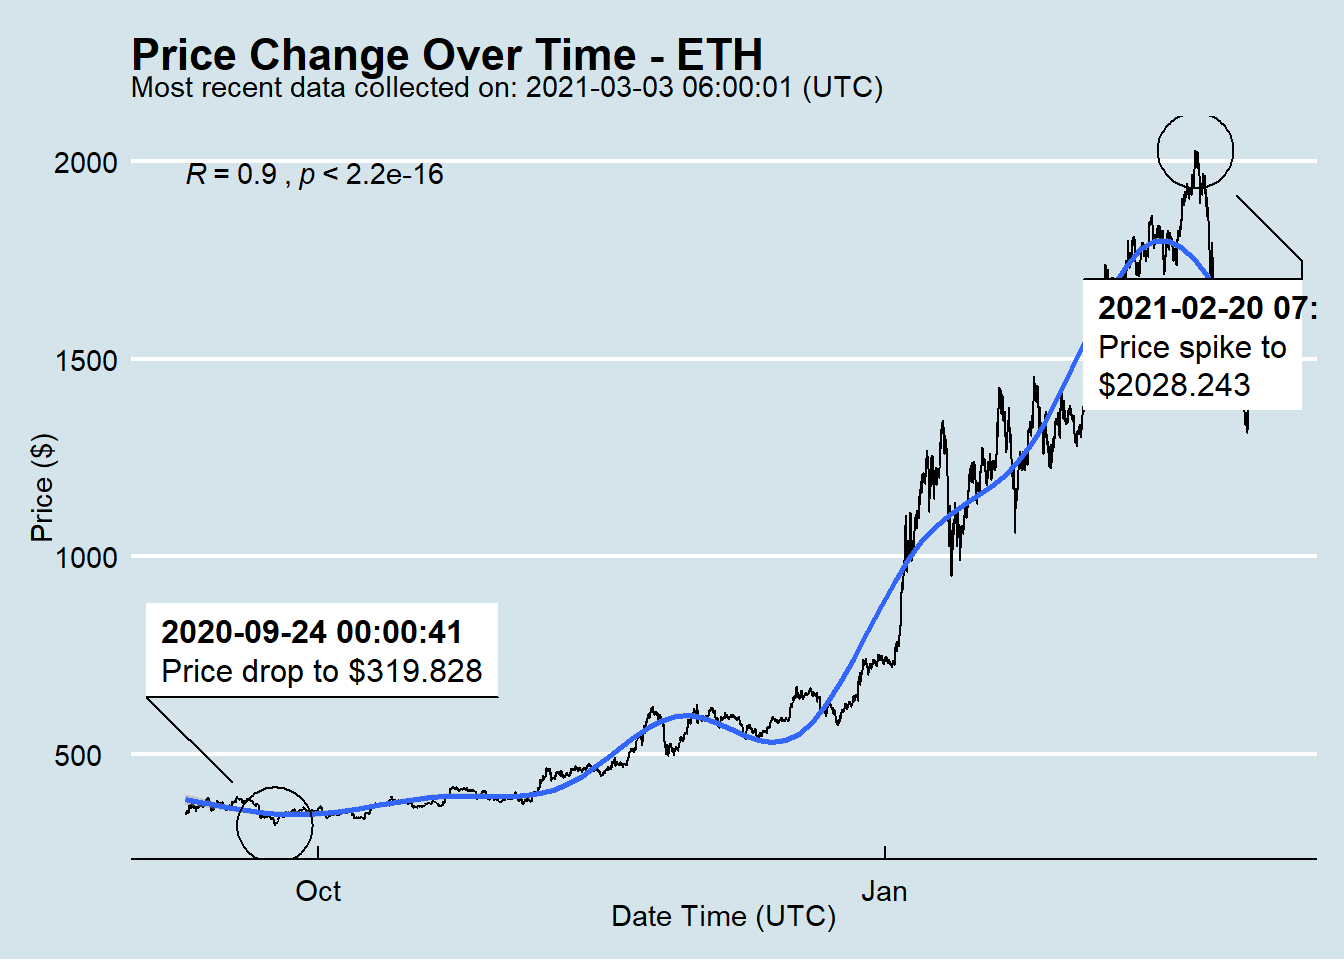 Price Change Over Time - ETH
Most recent data collected on: 2021-03-03 06:00:01 (UTC)
R = 0.9 , p < 2.2e-16
2000
1500
1000
500
Price ($)
2021-02-20 07:
Price spike to
$2028.243
2020-09-24 00:00:41
Price drop to $319.828
Oct
Jan
Date Time (UTC)